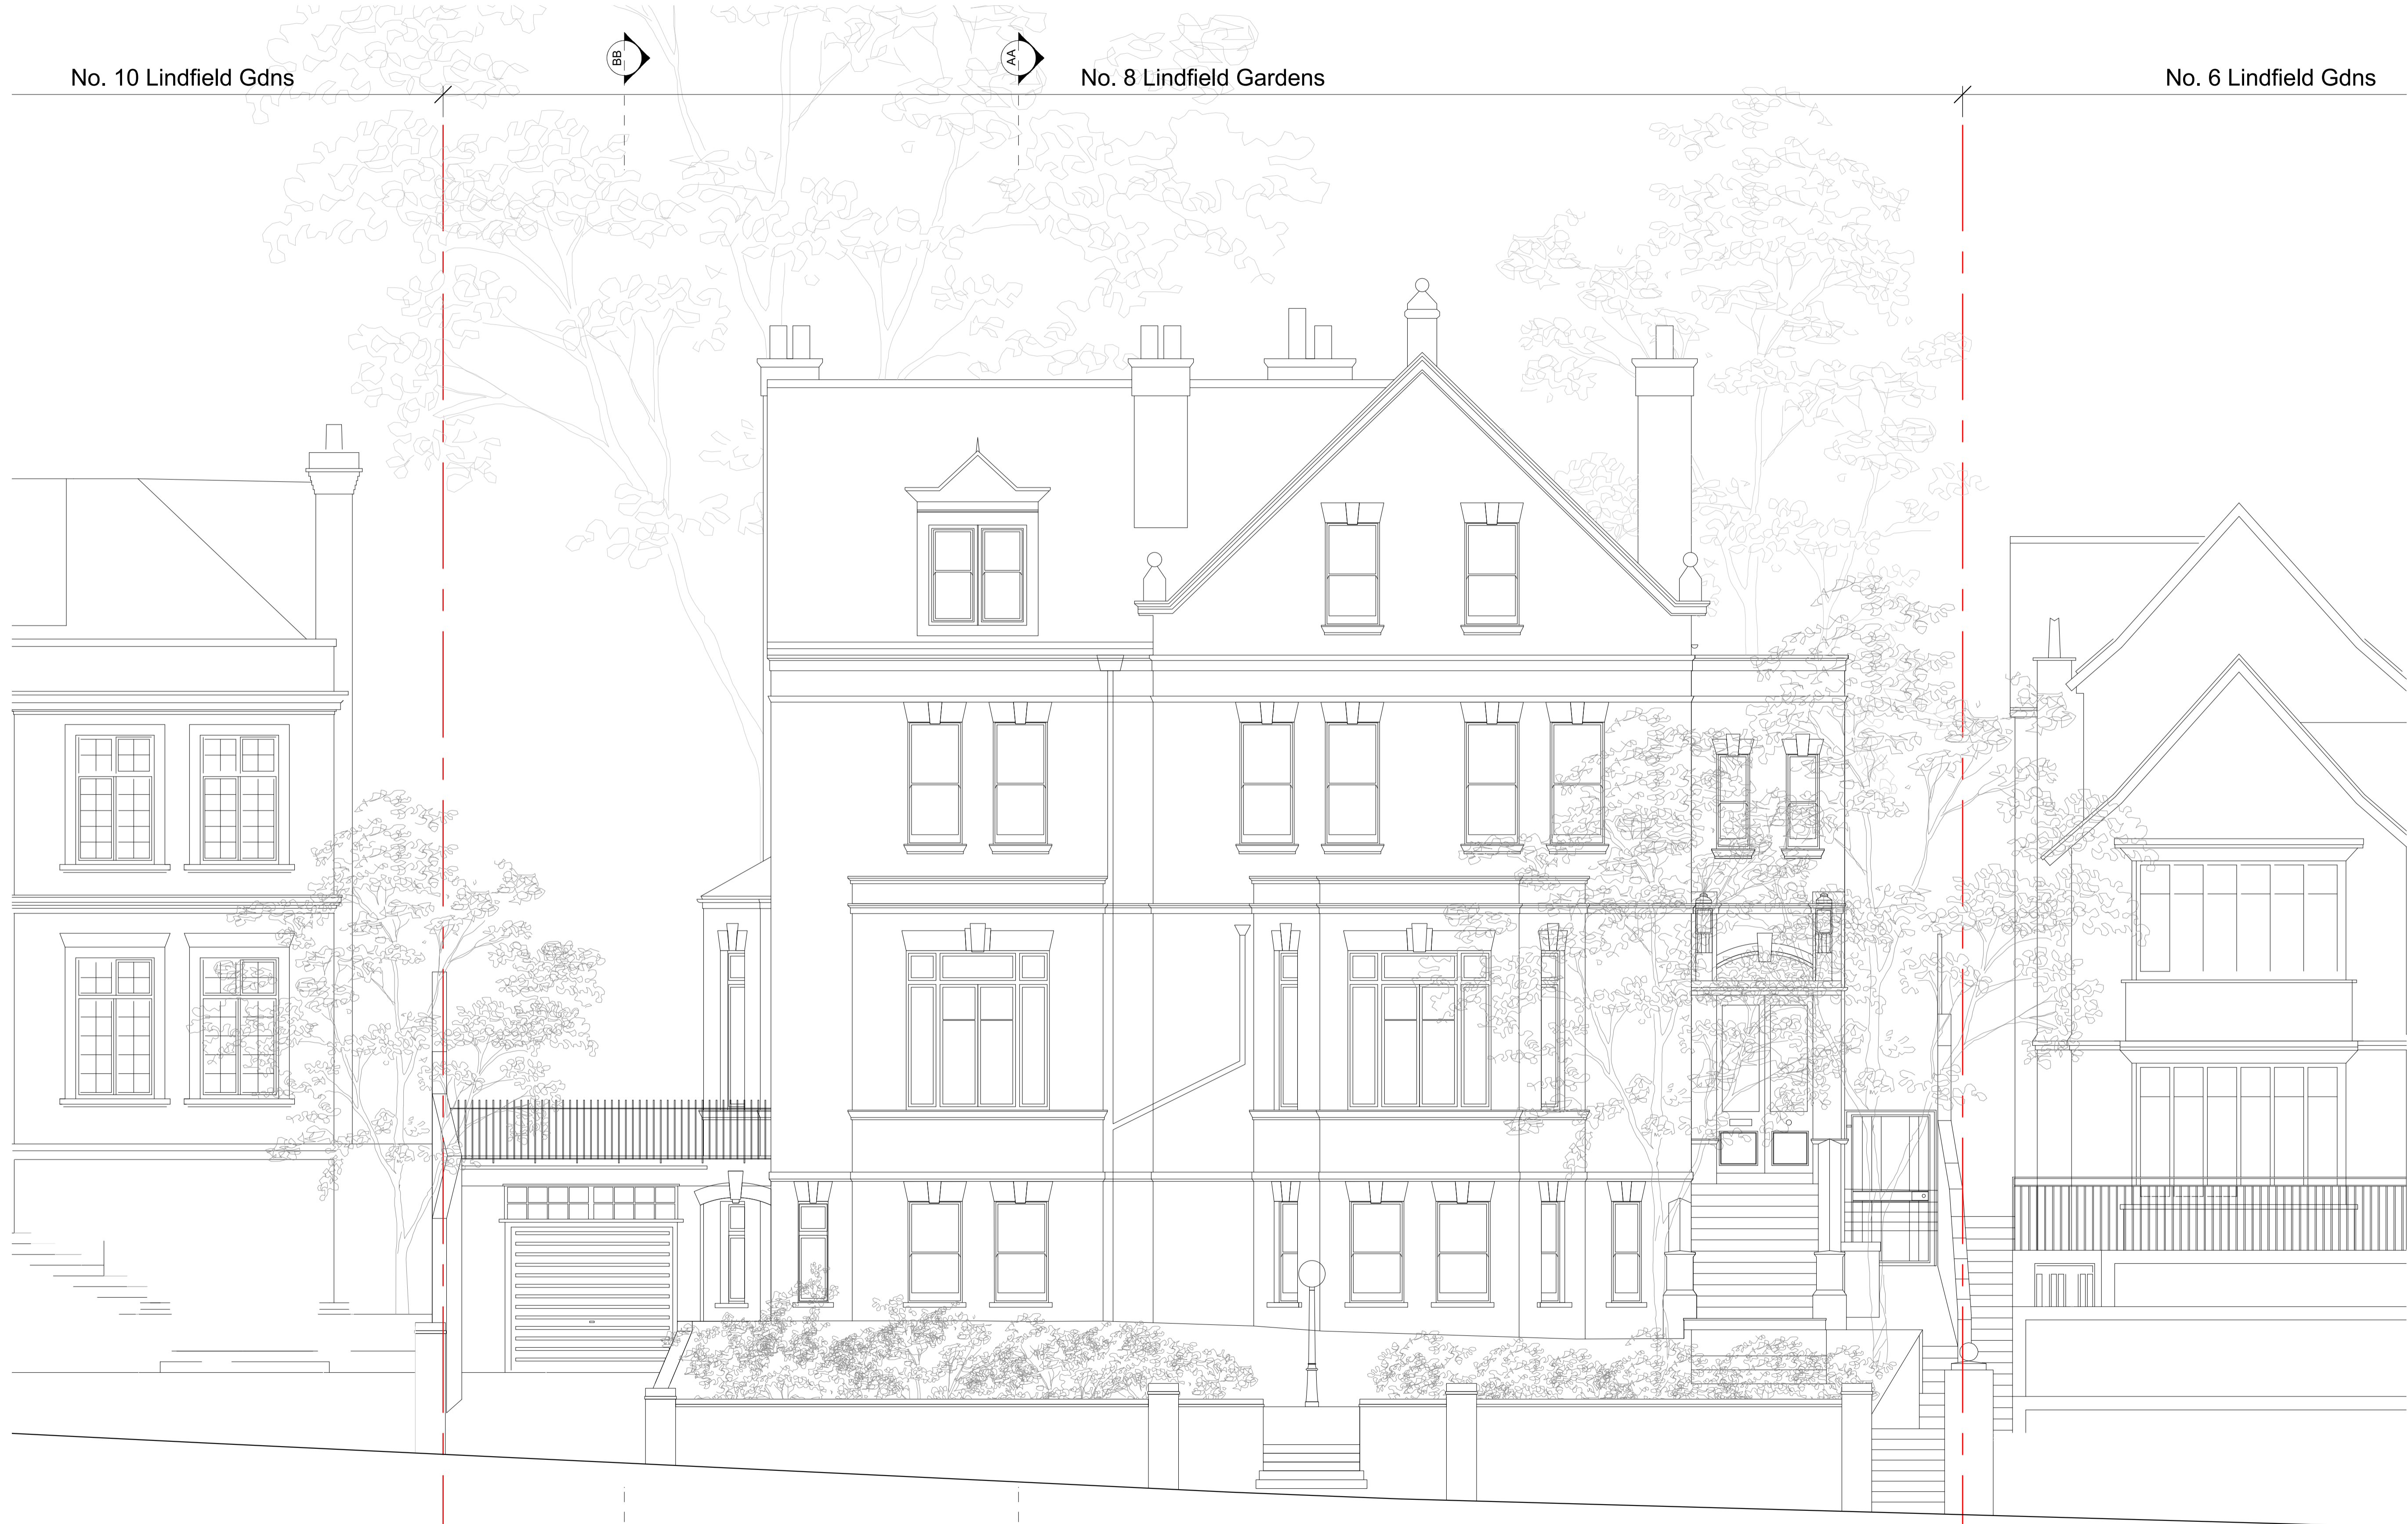 No. 10 Lindfield Gdns
BB
AA
No. 8 Lindfield Gardens
No. 6 Lindfield Gdns